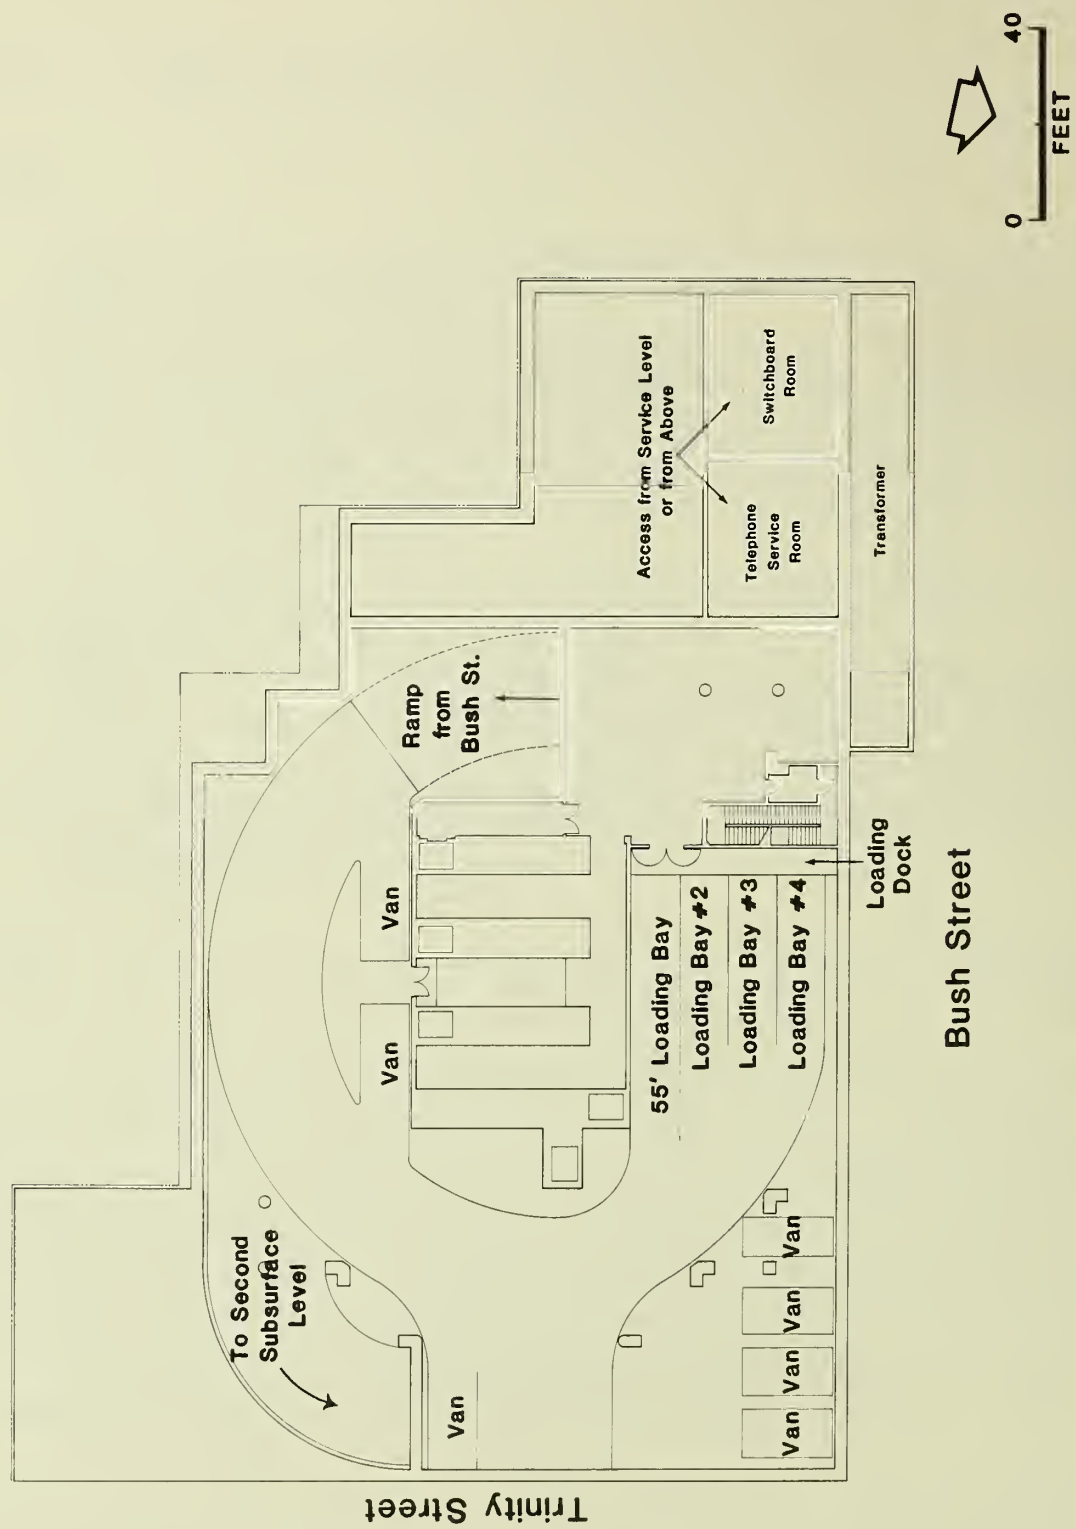 To Second
Subsurface
Level
Van
Van
Ramp
from
Bush St.
Access from Service Level
or from Above
Van
Van
Van
Van
Van
55' Loading Bay
Loading Bay #2
Loading Bay #3
Loading Bay #4
Telephone
Service
Room
Switchboard
Room
Transformer
Loading
Dock
Trinity Street
Bush Street
0
40
FEET